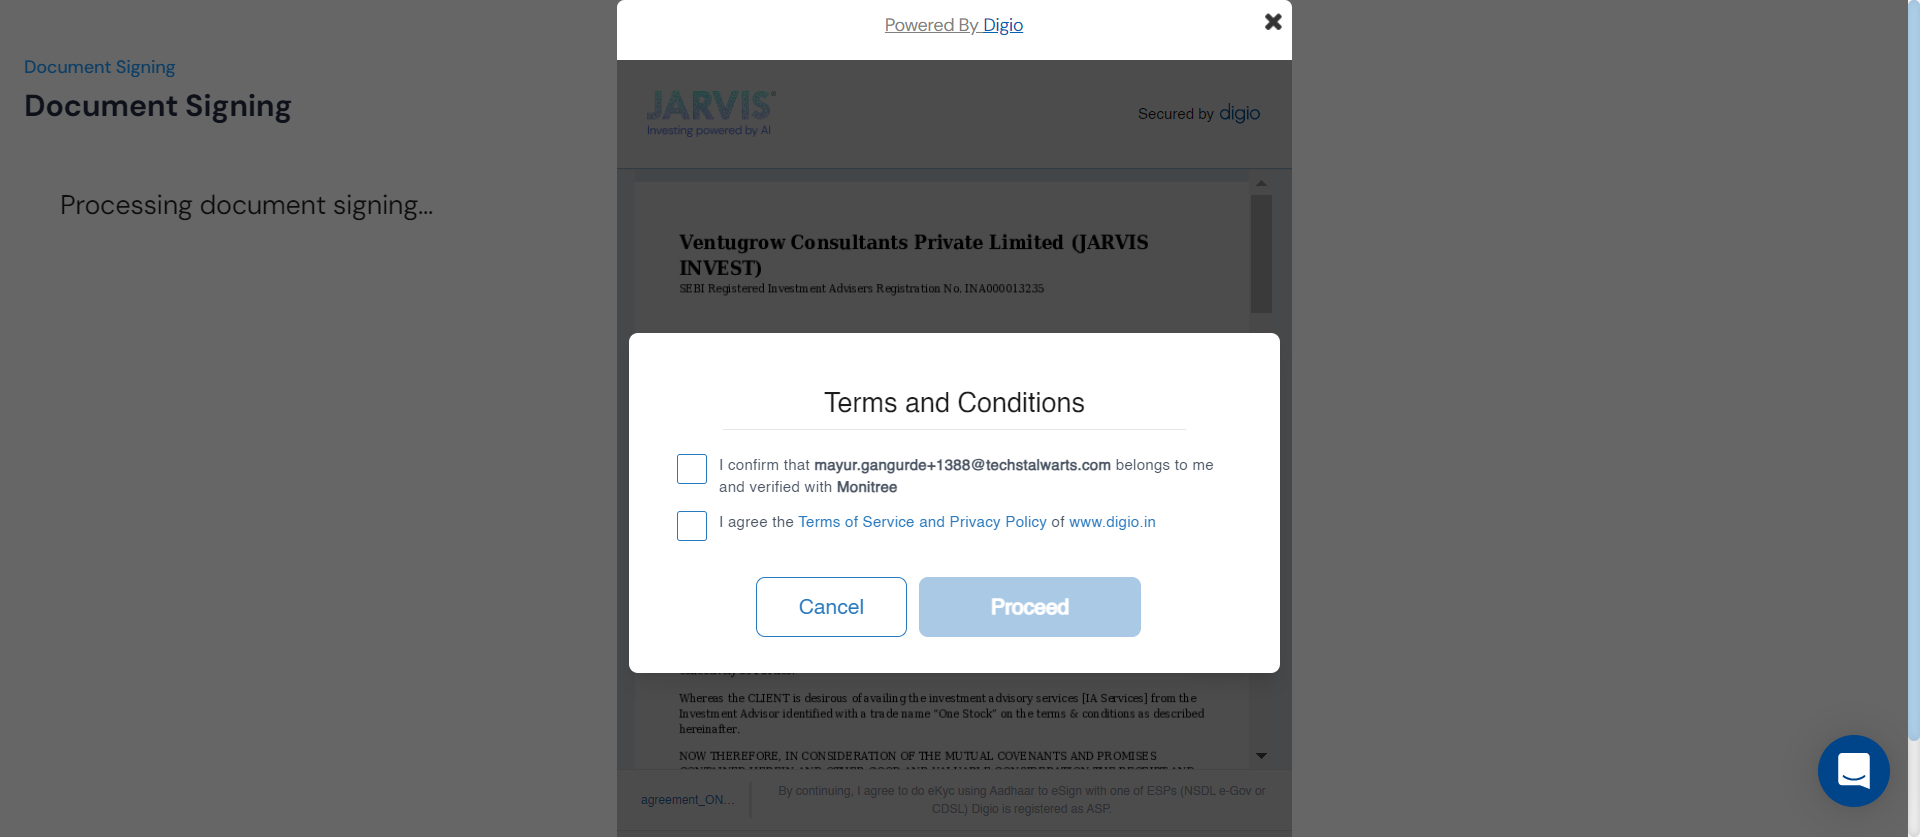 Powered By Digio
Document Signing
Document Signing
JARVIS
Investing powered by AI
Secured by digio
Processing document signing...
Ventugrow Consultants Private Limited (JARVIS
INVEST)
SEBI Registered Investment Advisers Registration No. INA000013235
Terms and Conditions
I confirm that mayur.gangurde+1388@techstalwarts.com belongs to me
and verified with Monitree
I agree the Terms of Service and Privacy Policy of www.digio.in
Cancel
Proceed
Whereas the CLIENT is desirous of availing the investment advisory services [IA Services] from the
Investment Advisor identified with a trade name "One Stock" on the terms & conditions as described
hereinafter.
NOW THEREFORE, IN CONSIDERATION OF THE MUTUAL COVENANTS AND PROMISES
agreement_ON...
By continuing, I agree to do eKyc using Aadhaar to eSign with one of ESPs (NSDL e-Gov or
CDSL) Digio is registered as ASP.